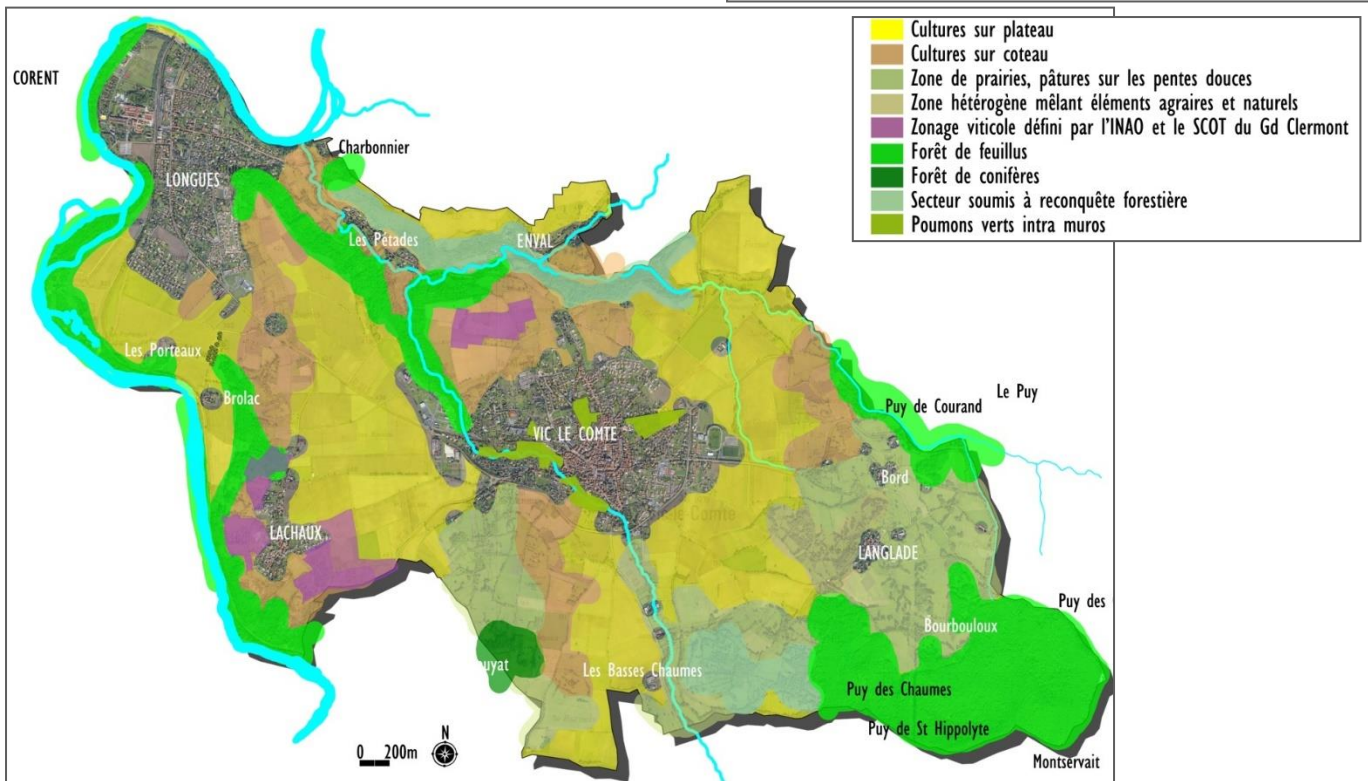 Cultures sur plateau
Cultures sur coteau
Zone de prairies, pâtures sur les pentes douces
Zone hétérogène mêlant éléments agraires et naturels
Zonage viticole défini par l'INAO et le SCOT du Gd Clermont
Forêt de feuillus
Forêt de conifères
Secteur soumis à reconquête forestière
Poumons verts intra muros
CORENT
Charbonnier
LONGUES
Les Pétades
ENVAL
Les Porteaux
Brolac
Le Puy
Puy de Courand
VIC LE COMTE
Bord
LACHAUX
LANGLADE
Puy des
Bourbouloux
Les Basses Chaumes
Puy des Chaumes
Puy de St Hippolyte
Montservait
0 200m
N